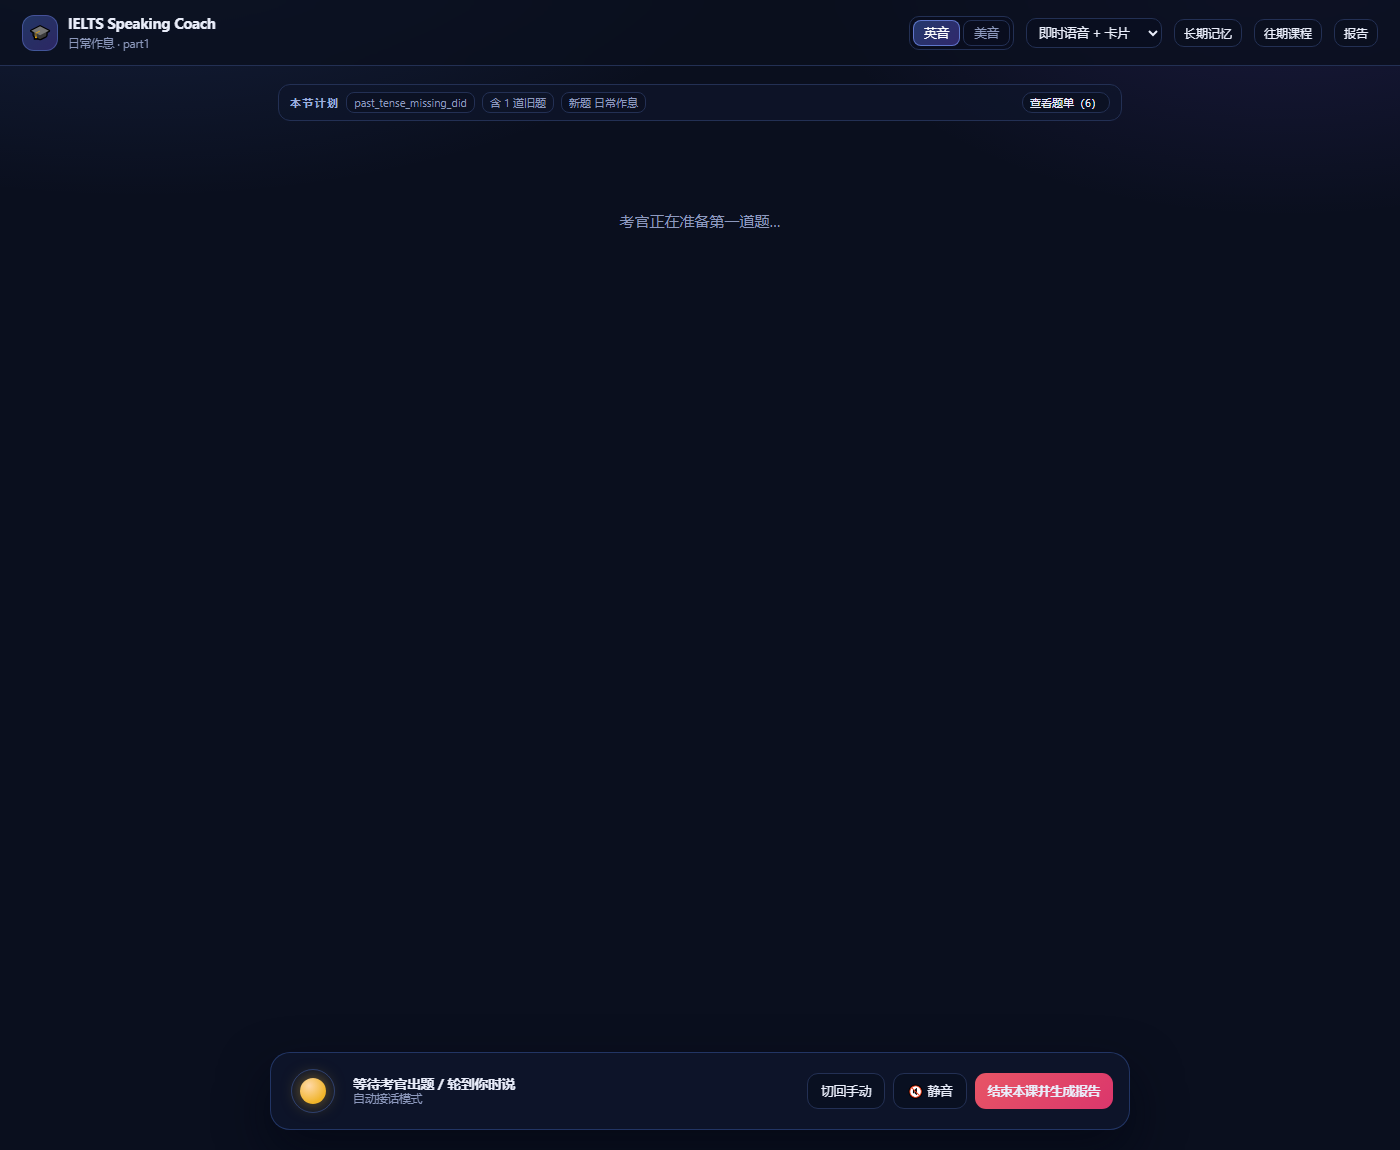 IELTS Speaking Coach
日常作息 · part1
英音 美音 即时语音 + 卡片 长期记忆 往期课程 报告
本节计划 past_tense_missing_did 含 1 道旧题 新题 日常作息 查看题单（6）
考官正在准备第一道题...
等待考官出题 / 轮到你时说
自动接话模式
切回手动 静音 结束本课并生成报告